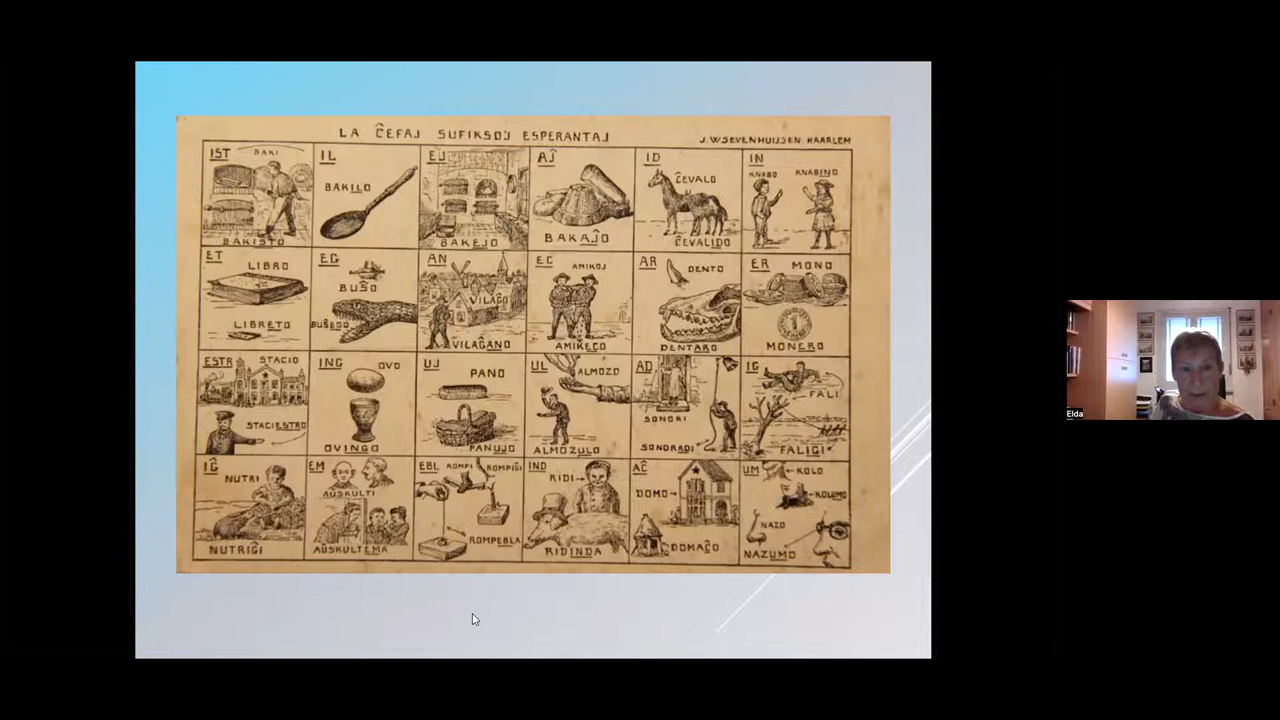 LA ĈEFAJ SUFIKSOJ ESPERANTAJ
J.W.SEVENHUIJSEN HAARLEM
IST BAKI
BAKISTO
IL
BAKILO
EJ
BAKEJO
AĴ
BAKAĴO
ID
ĈEVALO
ĈEVALIDO
IN
KNABO KNABINO
ET
LIBRO
LIBRETO
EG
BUŜO
BUŜEGO
AN
VILAĜO
VILAĜANO
EC
AMIKOJ
AMIKECO
AR
DENTO
DENTARO
ER MONO
1
MONERO
ESTR STACIO
STACIESTRO
ING OVO
OVINGO
UJ
PANO
PANUJO
UL
ALMOZO
ALMOZULO
AD
SONORI
SONORADI
IG
FALI
FALIGI
IĜ
NUTRI
NUTRIĜI
EM
AŬSKULTI
AŬSKULTEMA
EBL ROMPI ROMPIĜI
ROMPEBLA
IND
RIDI
RIDINDA
AĈ
DOMO
DOMAĈO
UM KOLO
KOLUMO
NAZO
NAZUMO
Elda